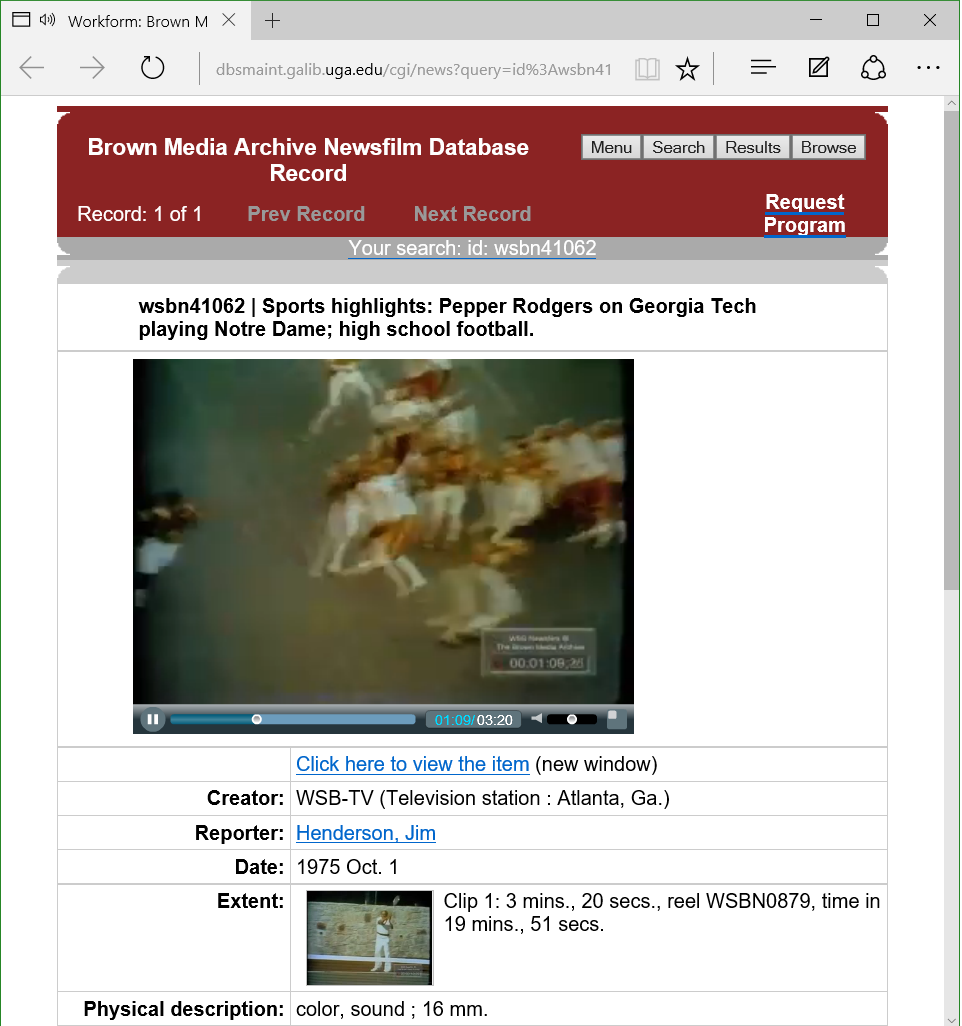 Workform: Brown M
dbsmaint.galib.uga.edu/cgi/news?query=id%3Awsbn41
Brown Media Archive Newsfilm Database
Record
Menu Search Results Browse
Record: 1 of 1 Prev Record Next Record
Request
Program
Your search: id: wsbn41062
wsbn41062 | Sports highlights: Pepper Rodgers on Georgia Tech
playing Notre Dame; high school football.
WSB Newsfilm ©
The Brown Media Archive
01:09/03:20
Click here to view the item (new window)
Creator: WSB-TV (Television station : Atlanta, Ga.)
Reporter: Henderson, Jim
Date: 1975 Oct. 1
Extent: Clip 1: 3 mins., 20 secs., reel WSBN0879, time in
19 mins., 51 secs.
Physical description: color, sound ; 16 mm.